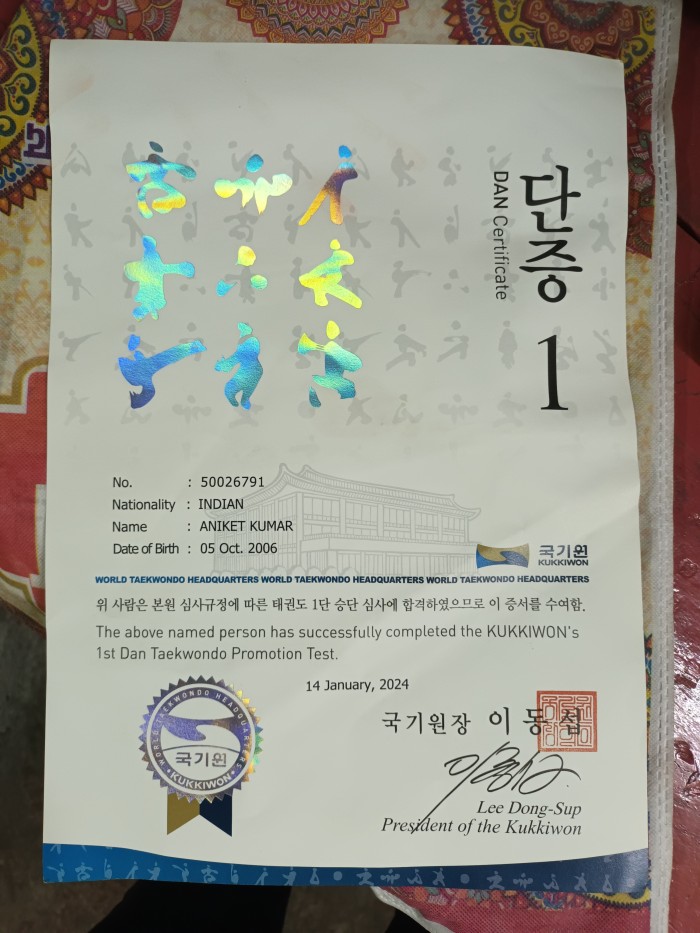 단증 1
DAN Certificate
No. : 50026791
Nationality : INDIAN
Name : ANIKET KUMAR
Date of Birth : 05 Oct. 2006
국기원
KUKKIWON
WORLD TAEKWONDO HEADQUARTERS WORLD TAEKWONDO HEADQUARTERS WORLD TAEKWONDO HEADQUARTERS
위 사람은 본원 심사규정에 따른 태권도 1단 승단 심사에 합격하였으므로 이 증서를 수여함.
The above named person has successfully completed the KUKKIWON's
1st Dan Taekwondo Promotion Test.
14 January, 2024
WORLD TAEKWONDO HEADQUARTERS
국기원
KUKKIWON
국기원장 이동섭
Lee Dong-Sup
President of the Kukkiwon